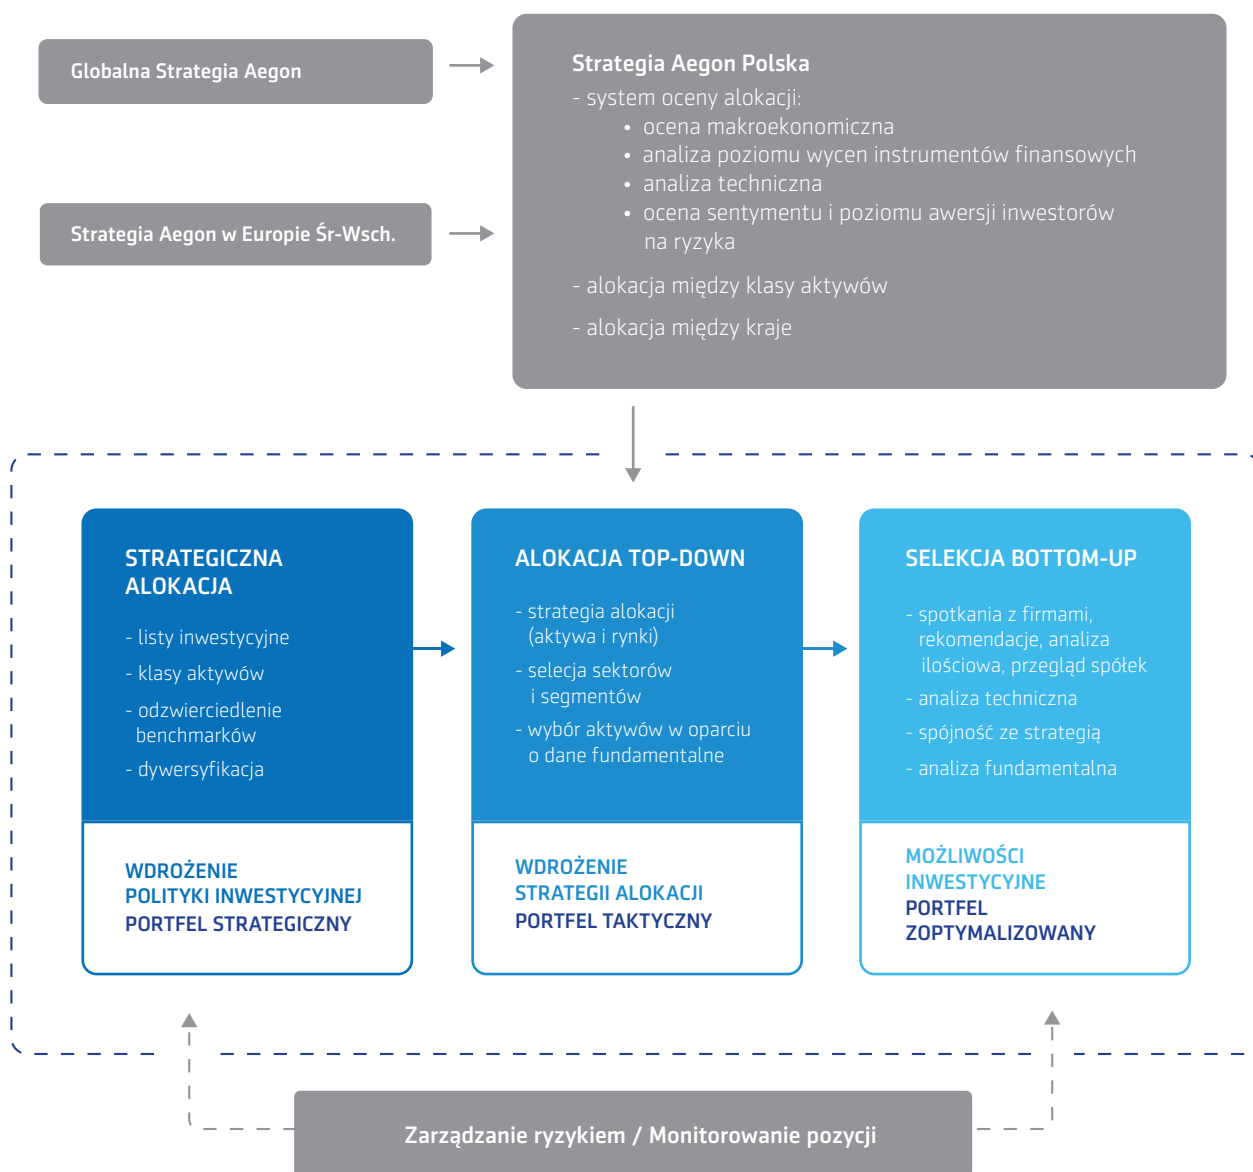 Globalna Strategia Aegon
Strategia Aegon w Europie Śr-Wsch.
Strategia Aegon Polska
- system oceny alokacji:
• ocena makroekonomiczna
• analiza poziomu wycen instrumentów finansowych
• analiza techniczna
• ocena sentymentu i poziomu awersji inwestorów
na ryzyka
- alokacja między klasy aktywów
- alokacja między kraje
STRATEGICZNA
ALOKACJA
- listy inwestycyjne
- klasy aktywów
- odzwierciedlenie
benchmarków
- dywersyfikacja
WDROŻENIE
POLITYKI INWESTYCYJNEJ
PORTFEL STRATEGICZNY
ALOKACJA TOP-DOWN
- strategia alokacji
(aktywa i rynki)
- selecja sektorów
i segmentów
- wybór aktywów w oparciu
o dane fundamentalne
WDROŻENIE
STRATEGII ALOKACJI
PORTFEL TAKTYCZNY
SELEKCJA BOTTOM-UP
- spotkania z firmami,
rekomendacje, analiza
ilościowa, przegląd spółek
- analiza techniczna
- spójność ze strategią
- analiza fundamentalna
MOŻLIWOŚCI
INWESTYCYJNE
PORTFEL
ZOPTYMALIZOWANY
Zarządzanie ryzykiem / Monitorowanie pozycji